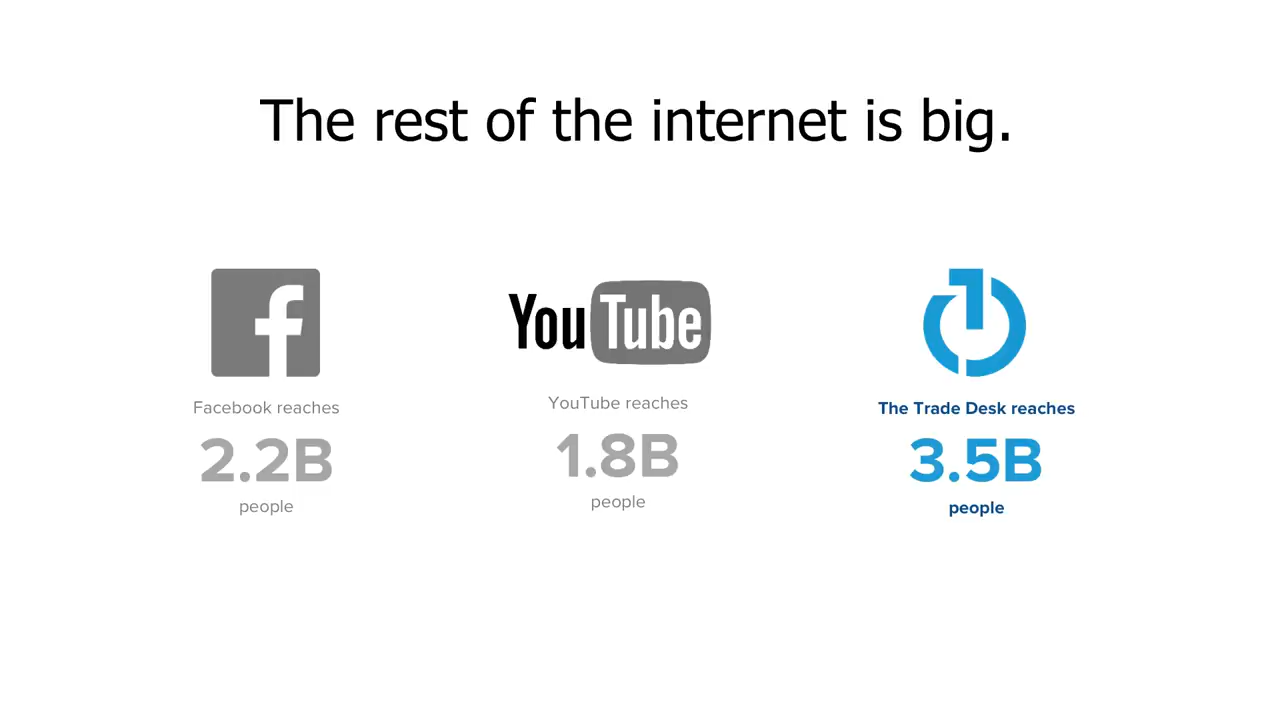 The rest of the internet is big.
f
YouTube
Facebook reaches
2.2B
people
YouTube reaches
1.8B
people
The Trade Desk reaches
3.5B
people